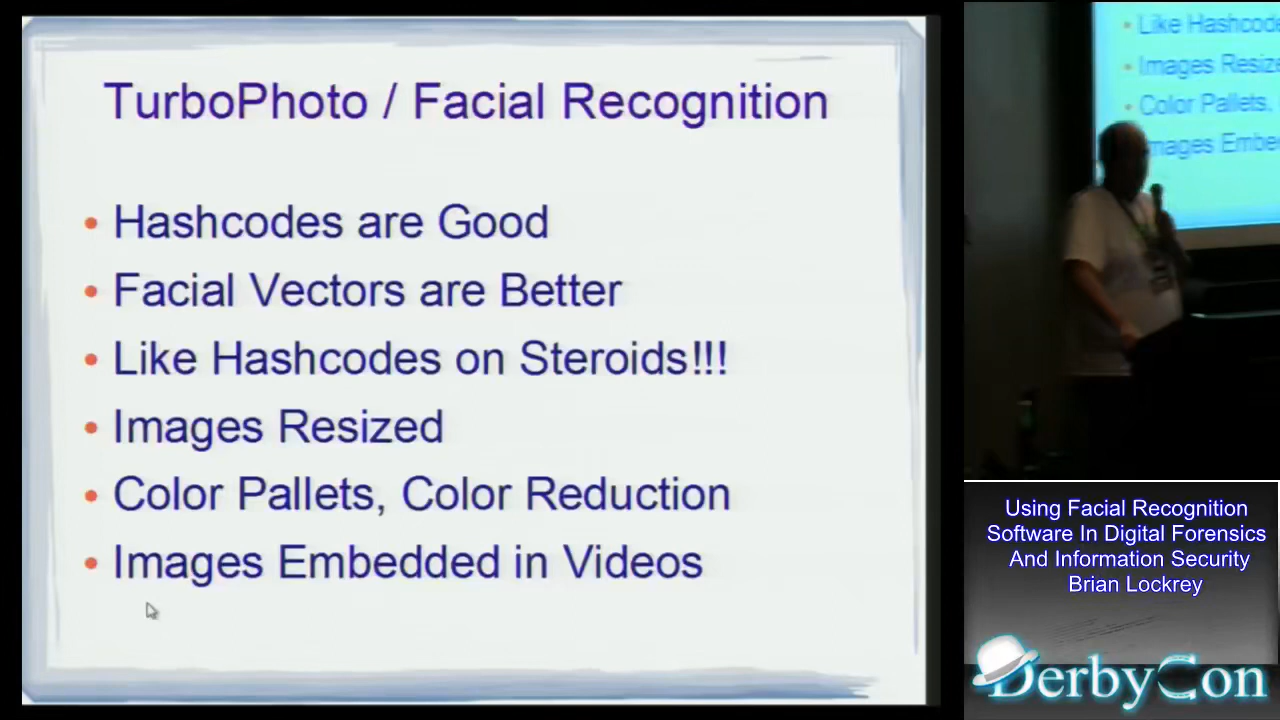 TurboPhoto / Facial Recognition
• Hashcodes are Good
• Facial Vectors are Better
• Like Hashcodes on Steroids!!!
• Images Resized
• Color Pallets, Color Reduction
• Images Embedded in Videos
• Like Hashcode
• Images Resize
• Color Pallets,
• Images Embe
Using Facial Recognition
Software In Digital Forensics
And Information Security
Brian Lockrey
DerbyCon